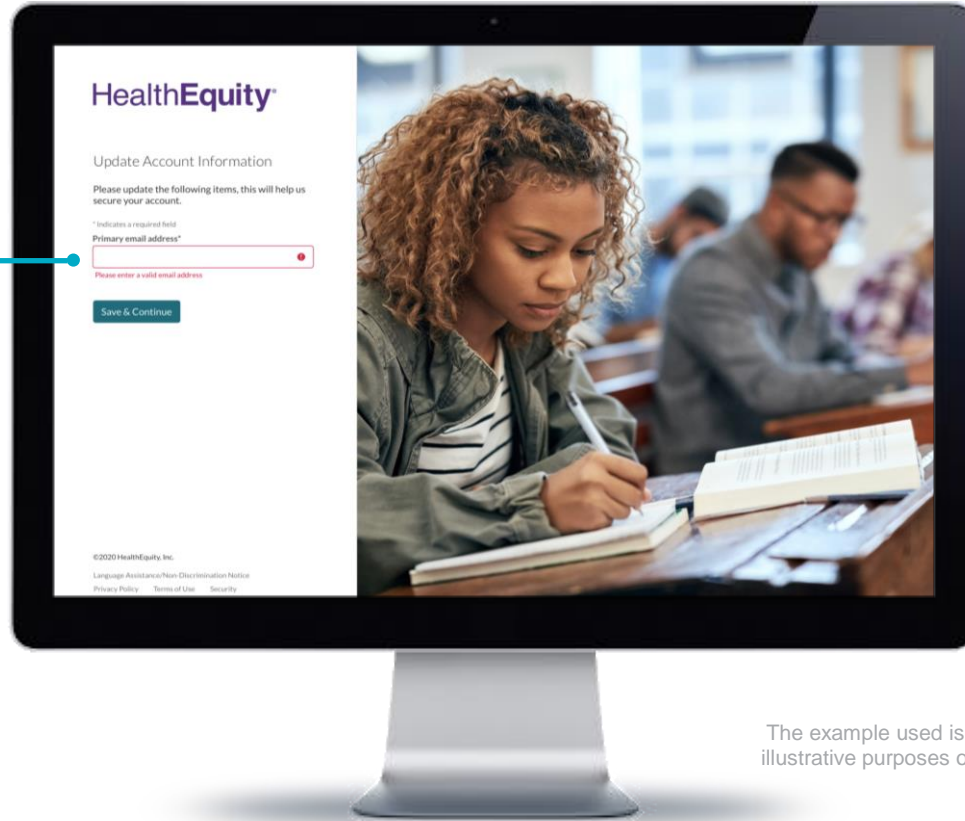 HealthEquity
Update Account Information
Please update the following items, this will help us
secure your account.
* Indicates a required field
Primary email address*
Please enter a valid email address
Save & Continue
©2020 HealthEquity, Inc.
Language Assistance/Non-Discrimination Notice
Privacy Policy Terms of Use Security
The example used is
illustrative purposes